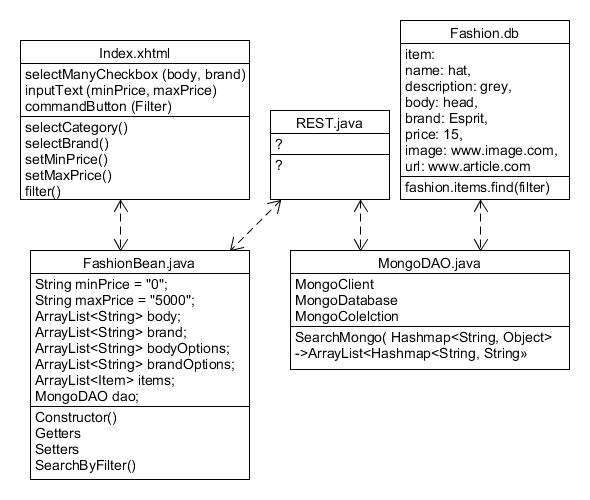 Index.xhtml
selectManyCheckbox (body, brand)
inputText (minPrice, maxPrice)
commandButton (Filter)
selectCategory()
selectBrand()
setMinPrice()
setMaxPrice()
filter()
REST.java
?
?
Fashion.db
item:
name: hat,
description: grey,
body: head,
brand: Esprit,
price: 15,
image: www.image.com,
url: www.article.com
fashion.items.find(filter)
FashionBean.java
String minPrice = "0";
String maxPrice = "5000";
ArrayList<String> body;
ArrayList<String> brand;
ArrayList<String> bodyOptions;
ArrayList<String> brandOptions;
ArrayList<Item> items;
MongoDAO dao;
Constructor()
Getters
Setters
SearchByFilter()
MongoDAO.java
MongoClient
MongoDatabase
MongoColelction
SearchMongo( Hashmap<String, Object>
->ArrayList<Hashmap<String, String»